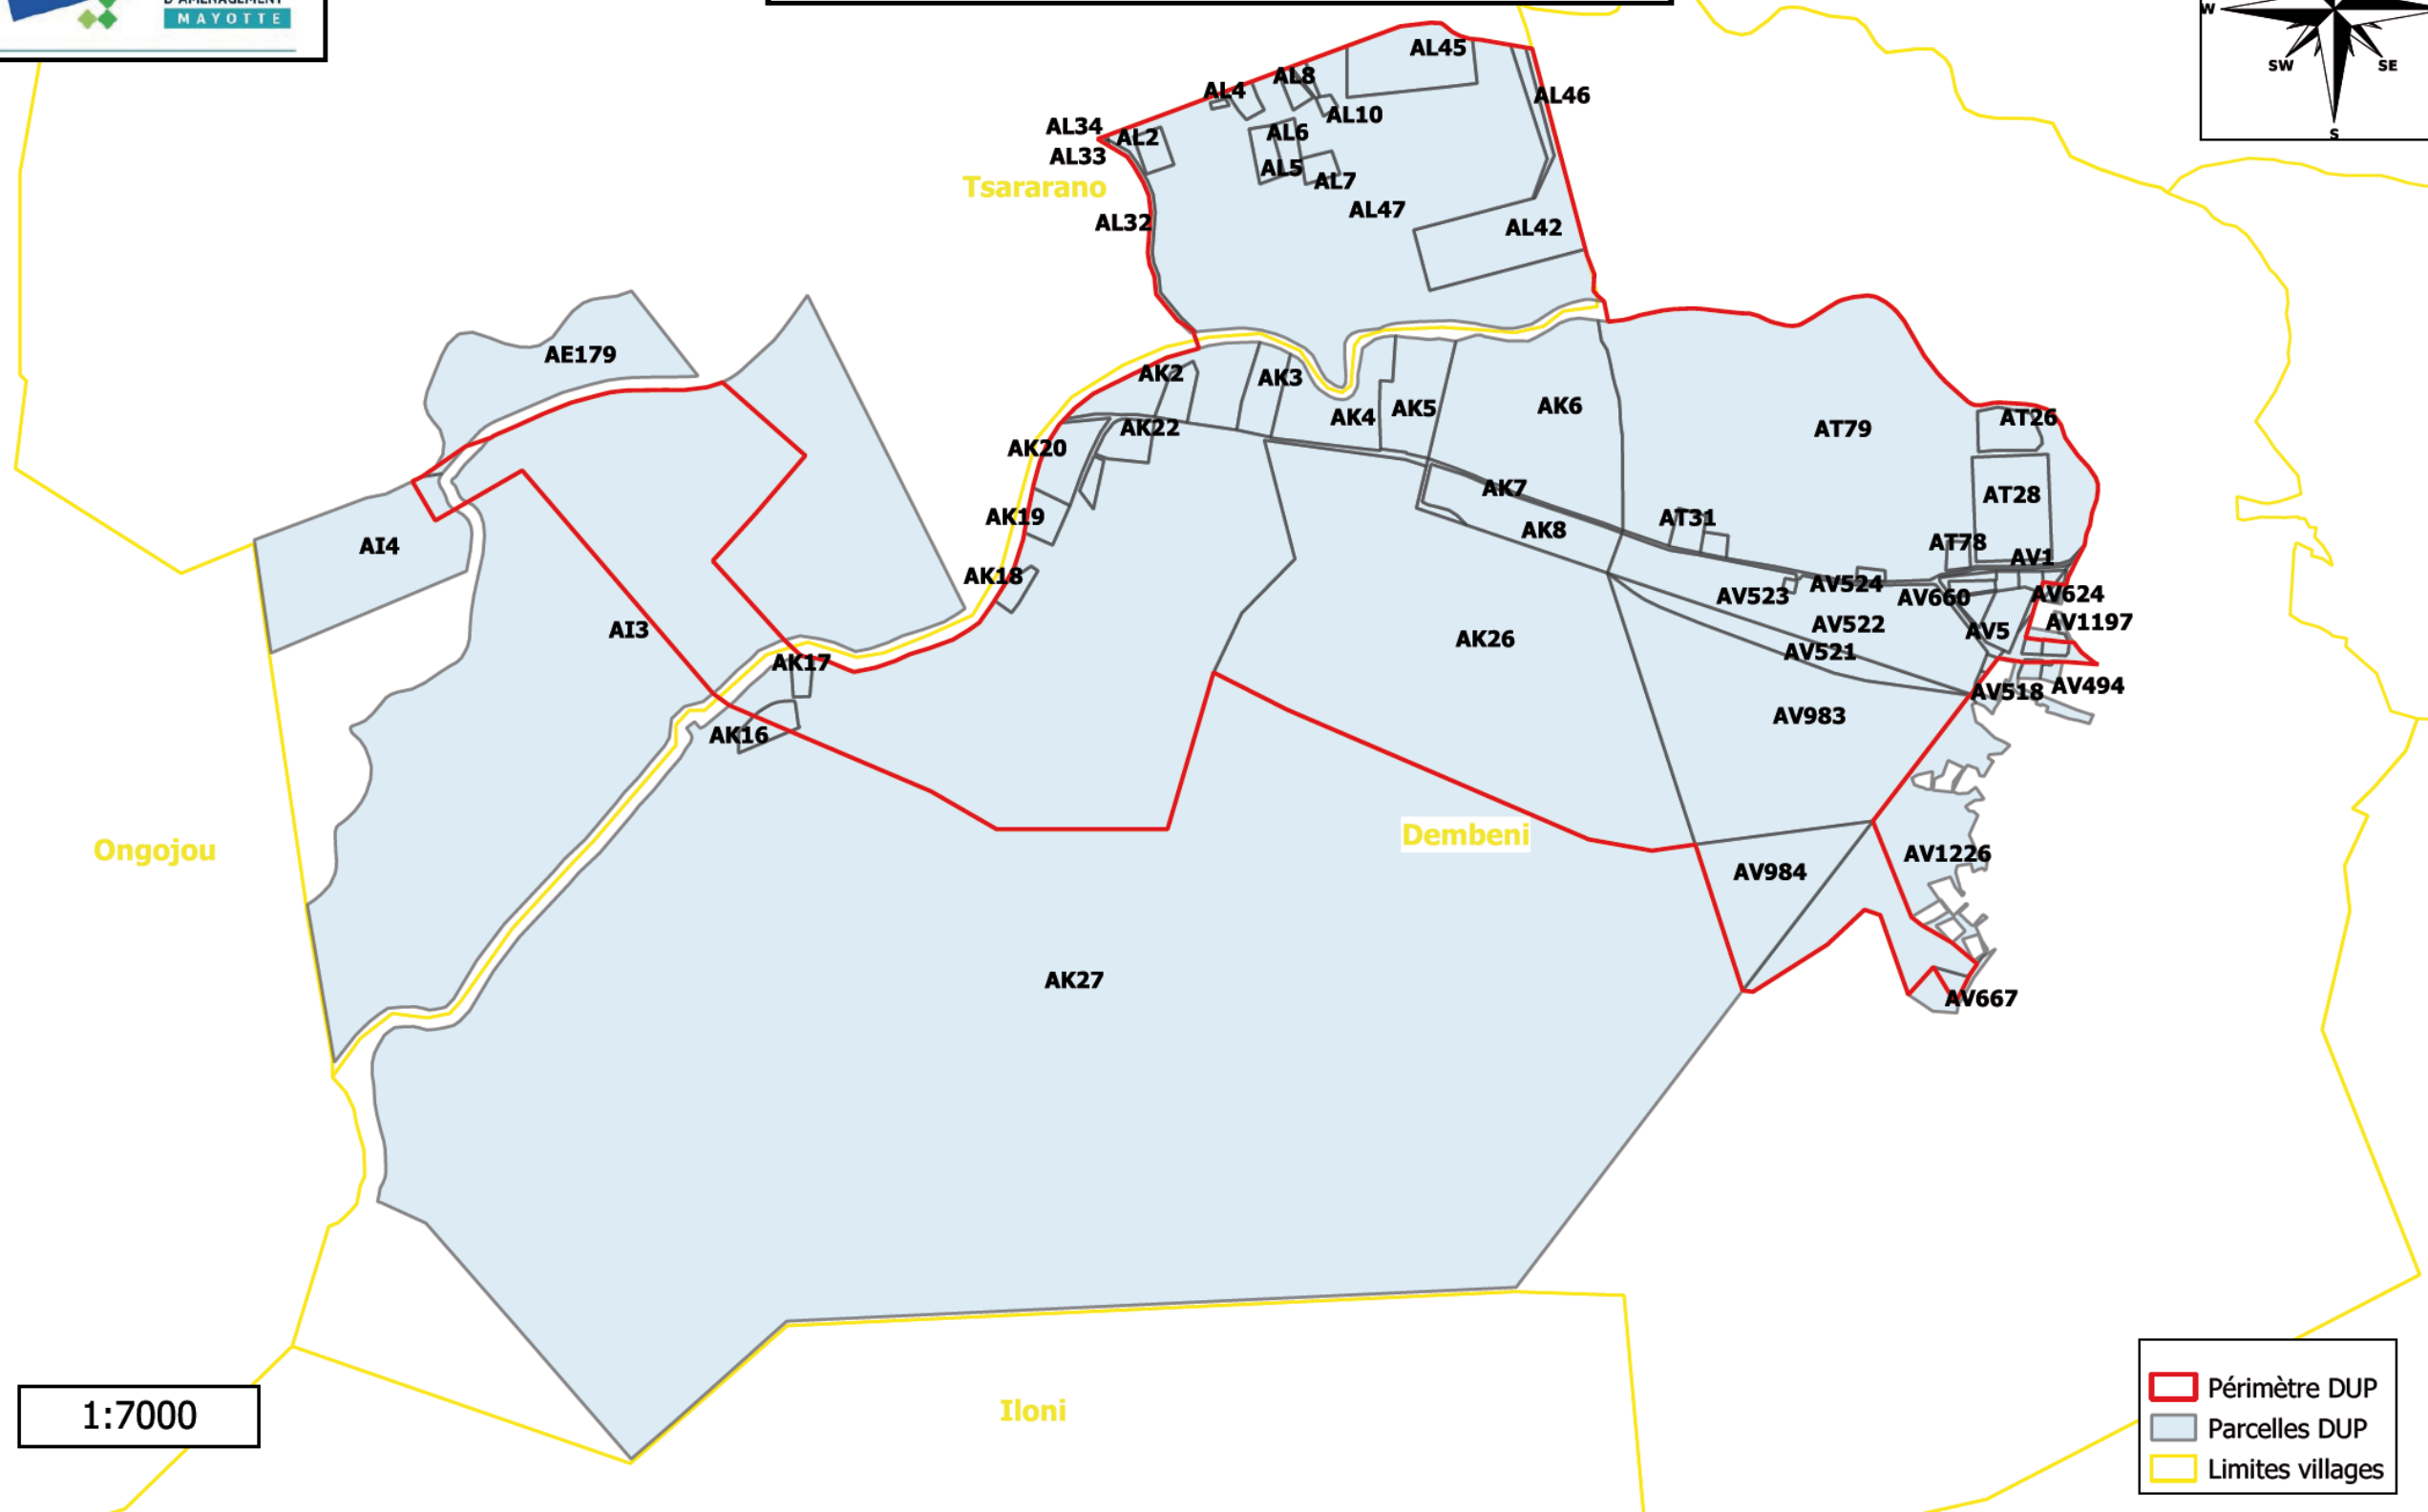 D'AMÉNAGEMENT
MAYOTTE
W
SW
SE
S
AL45
AL8
AL4
AL46
AL10
AL34
AL2
AL6
AL33
AL5
AL7
Tsararano
AL47
AL32
AL42
AE179
AK2
AK3
AK6
AK5
AK4
AT26
AK22
AT79
AK20
AK7
AT28
AK19
AT31
AK8
AI4
AT78
AV1
AK18
AV524
AV523
AV660
AV624
AV522
AV1197
AI3
AV5
AK26
AV521
AK17
AV494
AV518
AV983
AK16
Dembeni
Ongojou
AV1226
AV984
AK27
AV667
Iloni
1:7000
Périmètre DUP
Parcelles DUP
Limites villages